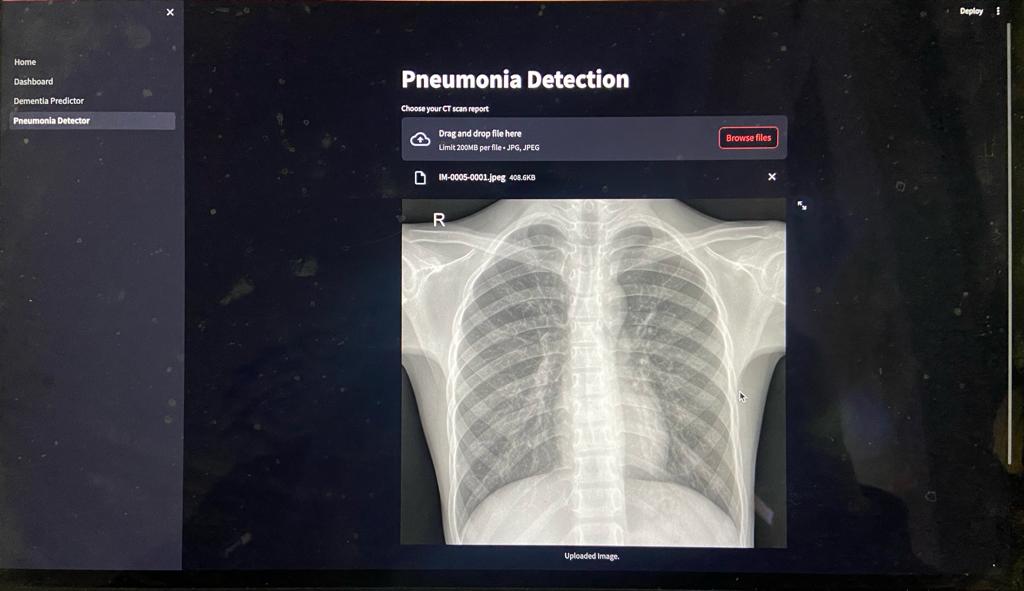 Deploy
Home
Dashboard
Dementia Predictor
Pneumonia Detector
Pneumonia Detection
Choose your CT scan report
Drag and drop file here
Limit 200MB per file • JPG, JPEG
Browse files
IM-0005-0001.jpeg 408.6KB
R
Uploaded Image.